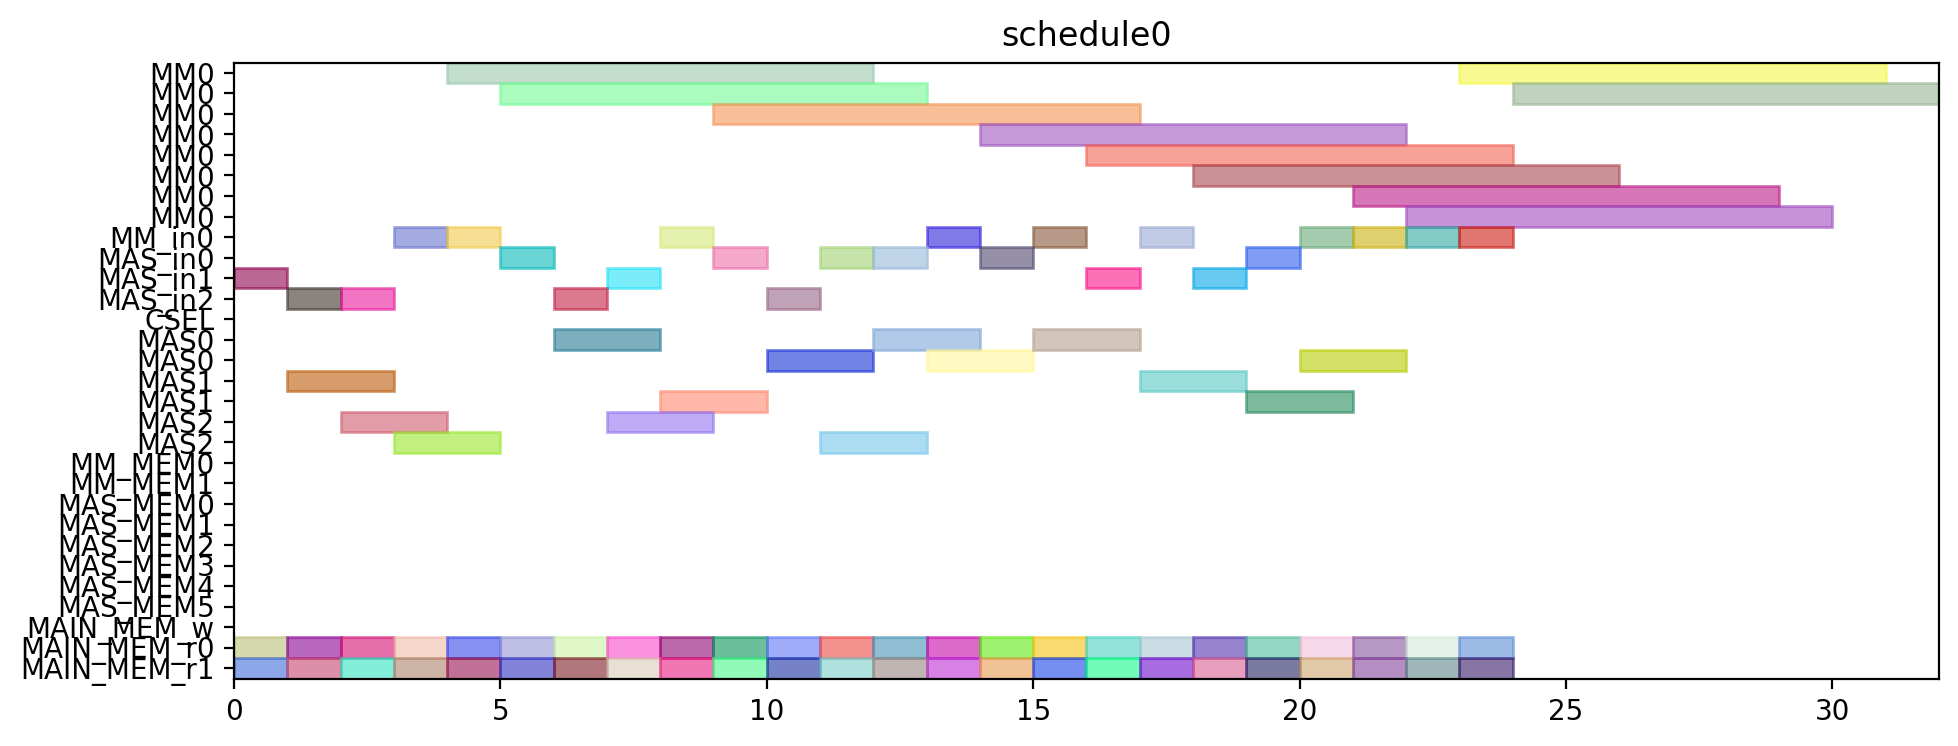 schedule0
MM0
MM0
MM0
MM0
MM0
MM0
MM0
MM0
MM_in0
MAS_in0
MAS_in1
MAS_in2
CSEL
MAS0
MAS0
MAS1
MAS1
MAS2
MAS2
MM_MEM0
MM_MEM1
MAS_MEM0
MAS_MEM1
MAS_MEM2
MAS_MEM3
MAS_MEM4
MAS_MEM5
MAIN_MEM_w
MAIN_MEM_r0
MAIN_MEM_r1
0 5 10 15 20 25 30